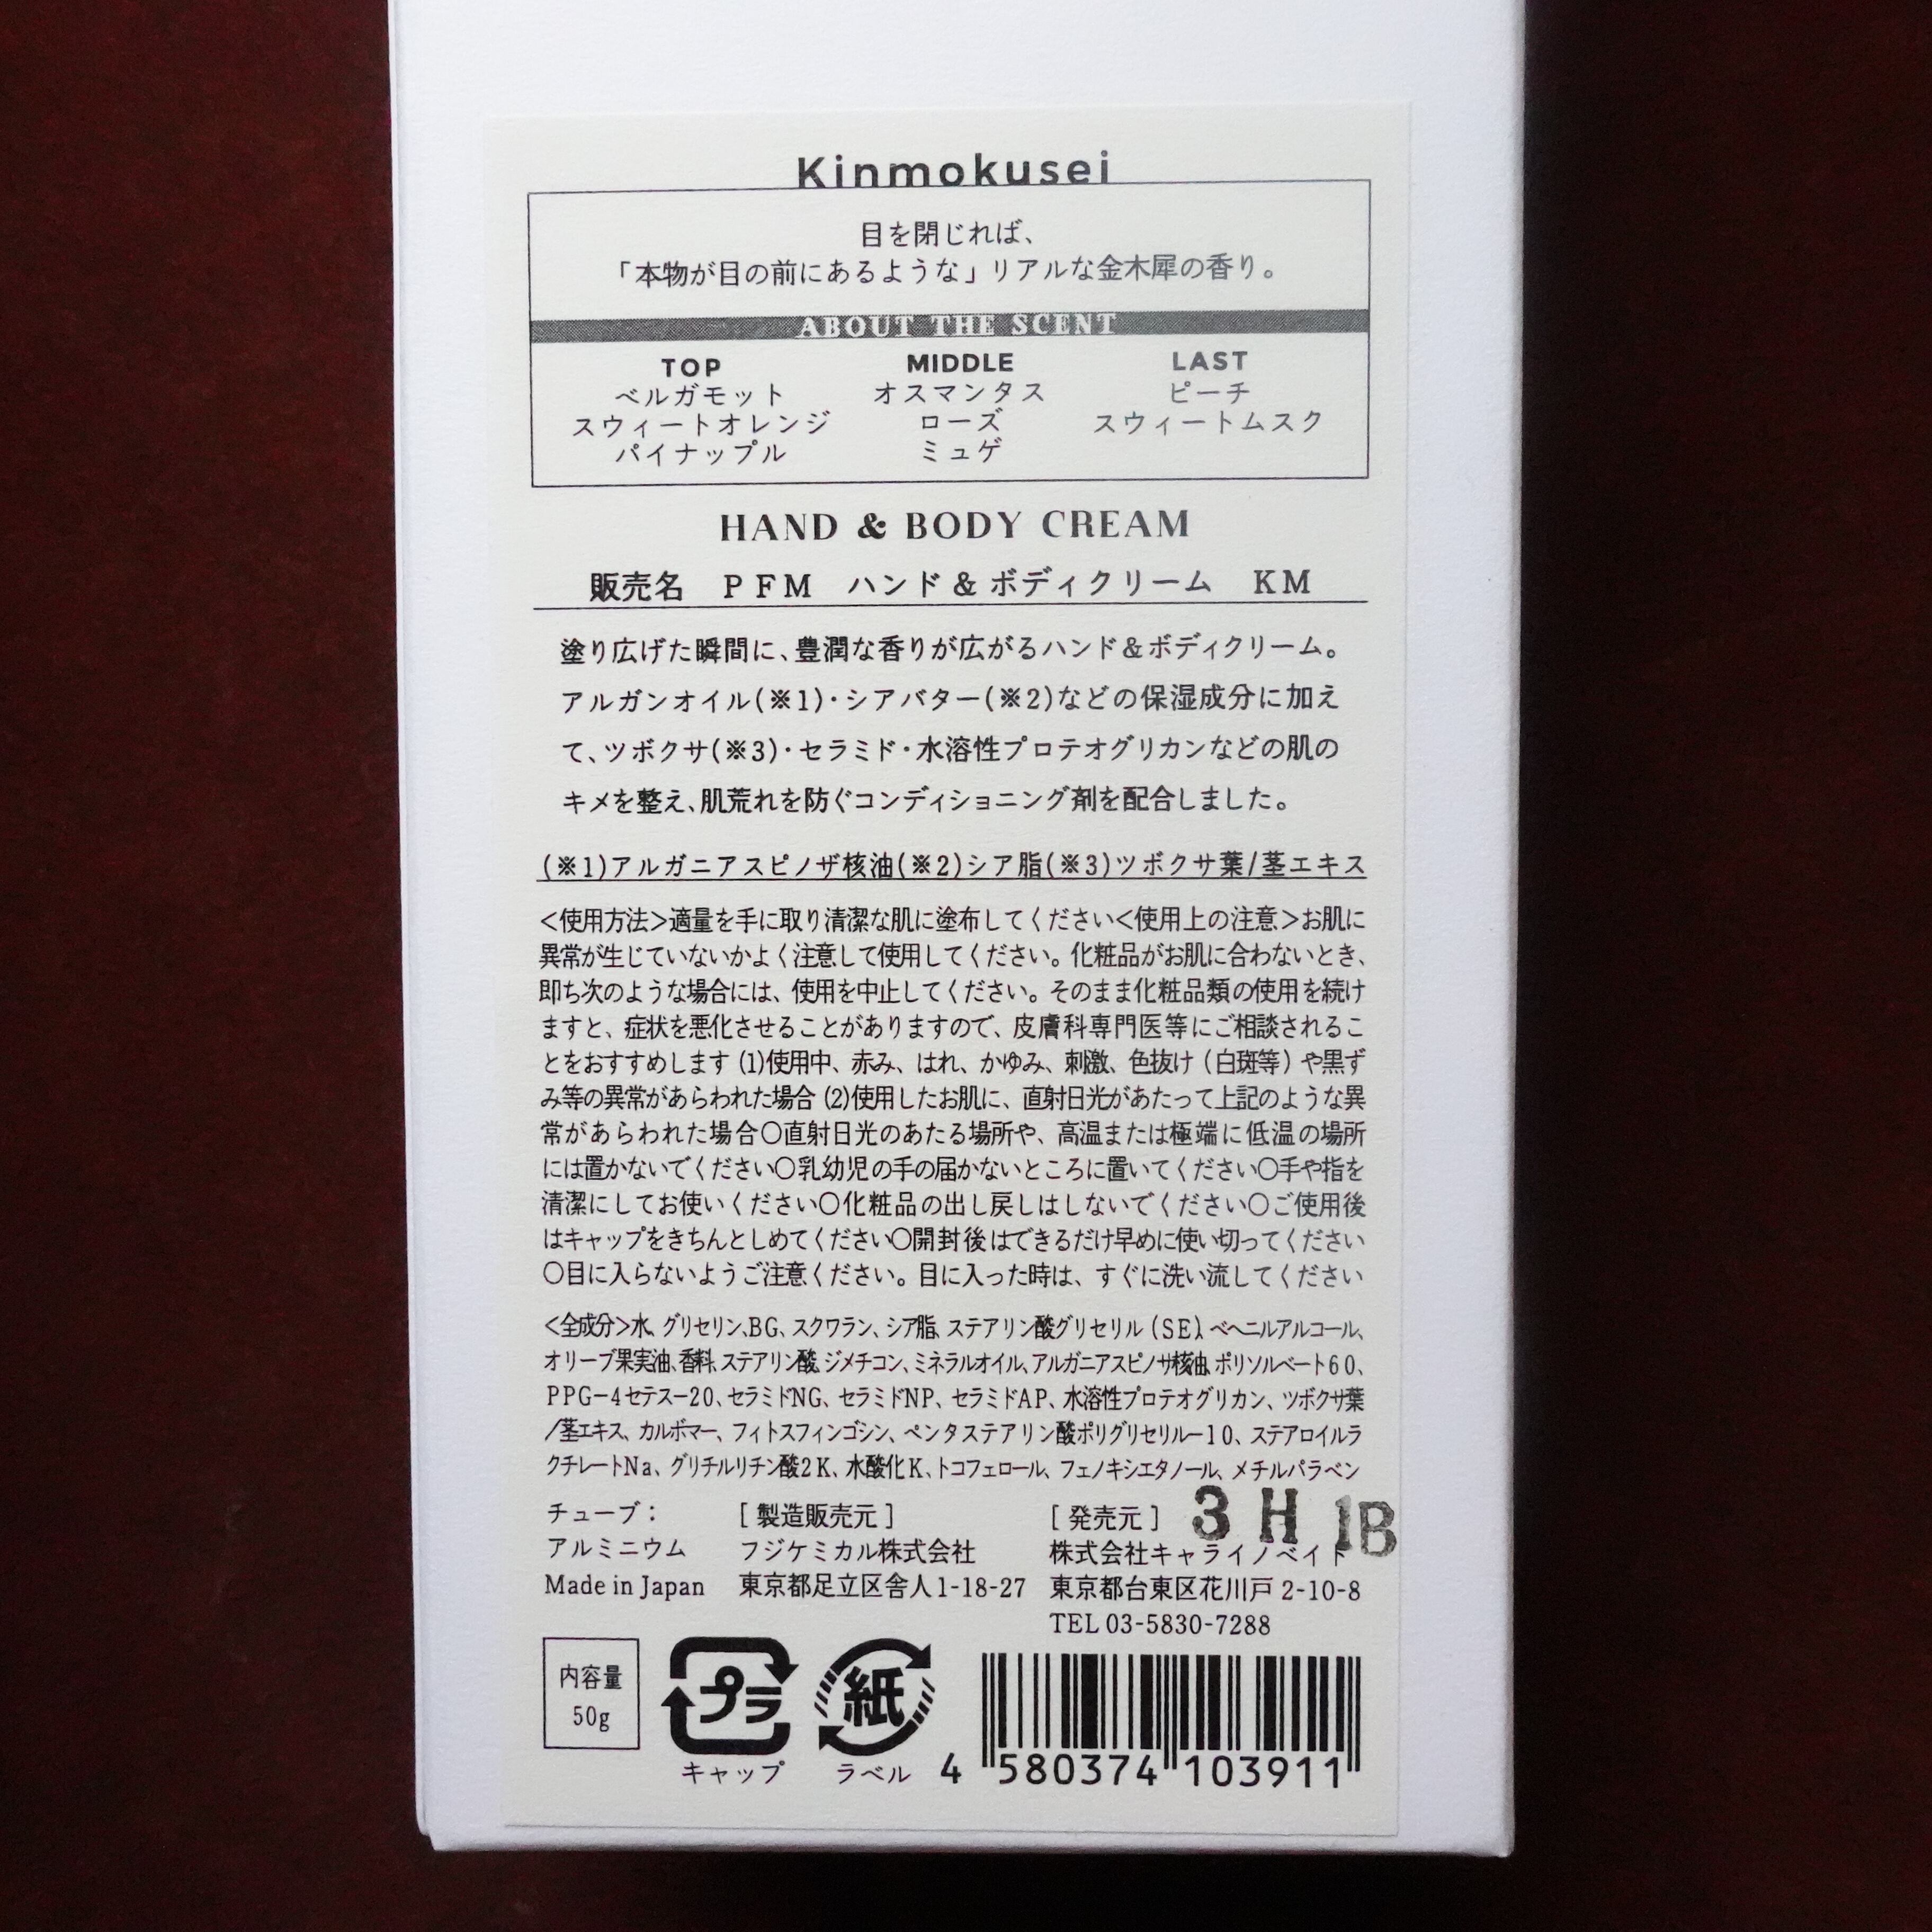 Kinmokusei
目を閉じれば、
「本物が目の前にあるような」リアルな金木犀の香り。
ABOUT THE SCENT
TOP MIDDLE LAST
ベルガモット オスマンタス ピーチ
スウィートオレンジ ローズ スウィートムスク
パイナップル ミュゲ
HAND & BODY CREAM
販売名 PFM ハンド&ボディクリーム KM
塗り広げた瞬間に、豊潤な香りが広がるハンド&ボディクリーム。
アルガンオイル(※1)・シアバター(※2)などの保湿成分に加え
て、ツボクサ(※3)・セラミド・水溶性プロテオグリカンなどの肌の
キメを整え、肌荒れを防ぐコンディショニング剤を配合しました。
(※1)アルガニアスピノザ核油(※2)シア脂(※3)ツボクサ葉/茎エキス
<使用方法>適量を手に取り清潔な肌に塗布してください<使用上の注意>お肌に
異常が生じていないかよく注意して使用してください。化粧品がお肌に合わないとき、
即ち次のような場合には、使用を中止してください。そのまま化粧品類の使用を続け
ますと、症状を悪化させることがありますので、皮膚科専門医等にご相談されるこ
とをおすすめします(1)使用中、赤み、はれ、かゆみ、刺激、色抜け(白斑等)や黒ず
み等の異常があらわれた場合(2)使用したお肌に、直射日光があたって上記のような異
常があらわれた場合○直射日光のあたる場所や、高温または極端に低温の場所
には置かないでください○乳幼児の手の届かないところに置いてください○手や指を
清潔にしてお使いください○化粧品の出し戻しはしないでください○ご使用後
はキャップをきちんとしめてください○開封後はできるだけ早めに使い切ってください
○目に入らないようご注意ください。目に入った時は、すぐに洗い流してください
<全成分>水、グリセリン、BG、スクワラン、シア脂、ステアリン酸グリセリル(SE)、ベヘニルアルコール、
オリーブ果実油、香料、ステアリン酸、ジメチコン、ミネラルオイル、アルガニアスピノサ核油、ポリソルベート60、
PPG-4セテス-20、セラミドNG、セラミドNP、セラミドAP、水溶性プロテオグリカン、ツボクサ葉
/茎エキス、カルボマー、フィトスフィンゴシン、ペンタステアリン酸ポリグリセリル-10、ステアロイルラ
クチレートNa、グリチルリチン酸2K、水酸化K、トコフェロール、フェノキシエタノール、メチルパラベン
チューブ: [製造販売元] [発売元] 3 H 1B
アルミニウム フジケミカル株式会社 株式会社キャライノベイト
Made in Japan 東京都足立区舎人1-18-27 東京都台東区花川戸2-10-8
TEL 03-5830-7288
内容量
50g
プラ
紙
キャップ ラベル 4 580374 103911